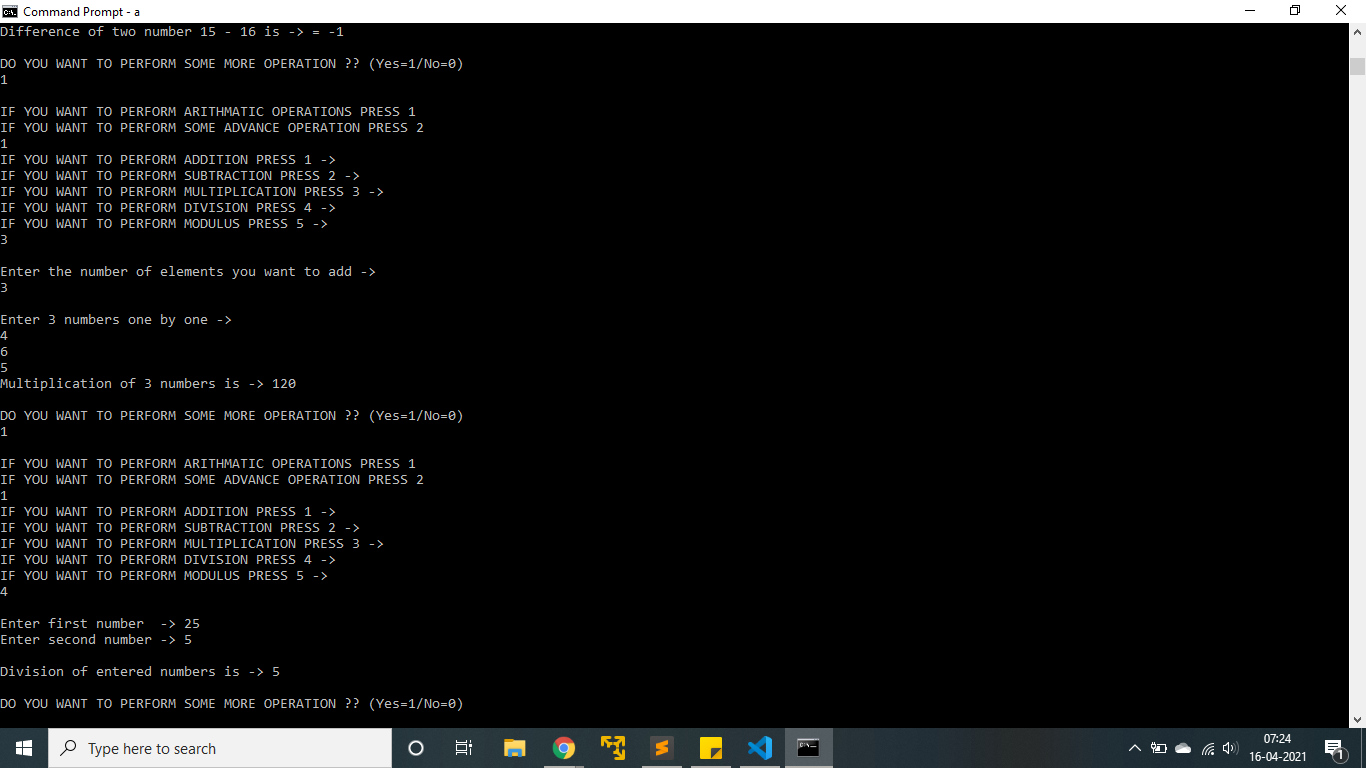 Command Prompt - a
Difference of two number 15 - 16 is -> = -1
DO YOU WANT TO PERFORM SOME MORE OPERATION ?? (Yes=1/No=0)
1
IF YOU WANT TO PERFORM ARITHMATIC OPERATIONS PRESS 1
IF YOU WANT TO PERFORM SOME ADVANCE OPERATION PRESS 2
1
IF YOU WANT TO PERFORM ADDITION PRESS 1 ->
IF YOU WANT TO PERFORM SUBTRACTION PRESS 2 ->
IF YOU WANT TO PERFORM MULTIPLICATION PRESS 3 ->
IF YOU WANT TO PERFORM DIVISION PRESS 4 ->
IF YOU WANT TO PERFORM MODULUS PRESS 5 ->
3
Enter the number of elements you want to add ->
3
Enter 3 numbers one by one ->
4
6
5
Multiplication of 3 numbers is -> 120
DO YOU WANT TO PERFORM SOME MORE OPERATION ?? (Yes=1/No=0)
1
IF YOU WANT TO PERFORM ARITHMATIC OPERATIONS PRESS 1
IF YOU WANT TO PERFORM SOME ADVANCE OPERATION PRESS 2
1
IF YOU WANT TO PERFORM ADDITION PRESS 1 ->
IF YOU WANT TO PERFORM SUBTRACTION PRESS 2 ->
IF YOU WANT TO PERFORM MULTIPLICATION PRESS 3 ->
IF YOU WANT TO PERFORM DIVISION PRESS 4 ->
IF YOU WANT TO PERFORM MODULUS PRESS 5 ->
4
Enter first number  -> 25
Enter second number -> 5
Division of entered numbers is -> 5
DO YOU WANT TO PERFORM SOME MORE OPERATION ?? (Yes=1/No=0)
Type here to search
07:24
16-04-2021
1